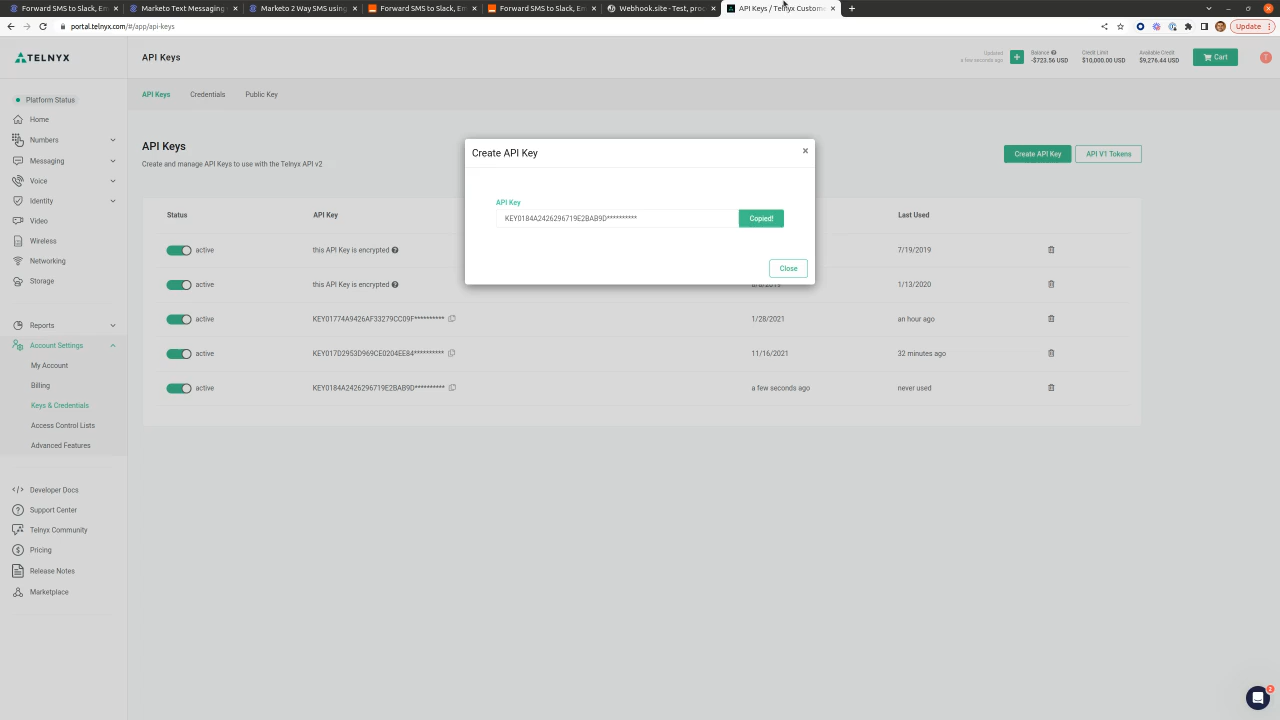 Forward SMS to Slack, Em
Marketo Text Messaging
Marketo 2 Way SMS using
Forward SMS to Slack, Em
Forward SMS to Slack, Em
Webhook.site - Test, proc
API Keys / Telnyx Custome
portal.telnyx.com/#/app/api-keys
Update
TELNYX
API Keys
Updated
a few seconds ago
Balance
-$723.56 USD
Credit Limit
$10,000.00 USD
Available Credit
$9,276.44 USD
Cart
Platform Status
Home
Numbers
Messaging
Voice
Identity
Video
Wireless
Networking
Storage
Reports
Account Settings
My Account
Billing
Keys & Credentials
Access Control Lists
Advanced Features
Developer Docs
Support Center
Telnyx Community
Pricing
Release Notes
Marketplace
API Keys
Credentials
Public Key
API Keys
Create and manage API Keys to use with the Telnyx API v2
Create API Key
API V1 Tokens
Create API Key
×
API Key
KEY0184A2426296719E2BAB9D**********
Copied!
Close
Status
API Key
Last Used
active
this API Key is encrypted
7/19/2019
active
this API Key is encrypted
1/13/2020
active
KEY01774A9426AF33279CC09F**********
1/28/2021
an hour ago
active
KEY017D2953D969CE0204EE84**********
11/16/2021
32 minutes ago
active
KEY0184A2426296719E2BAB9D**********
a few seconds ago
never used
2